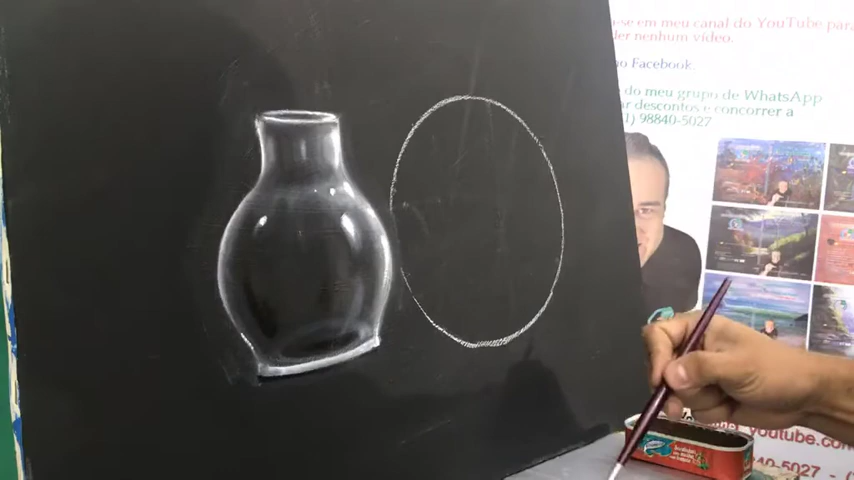 -se em meu canal do YouTube para
der nenhum vídeo.
no Facebook.
do meu grupo de WhatsApp
descontos e concorrer a
1) 98840-5027
youtube.com
840-5027 -